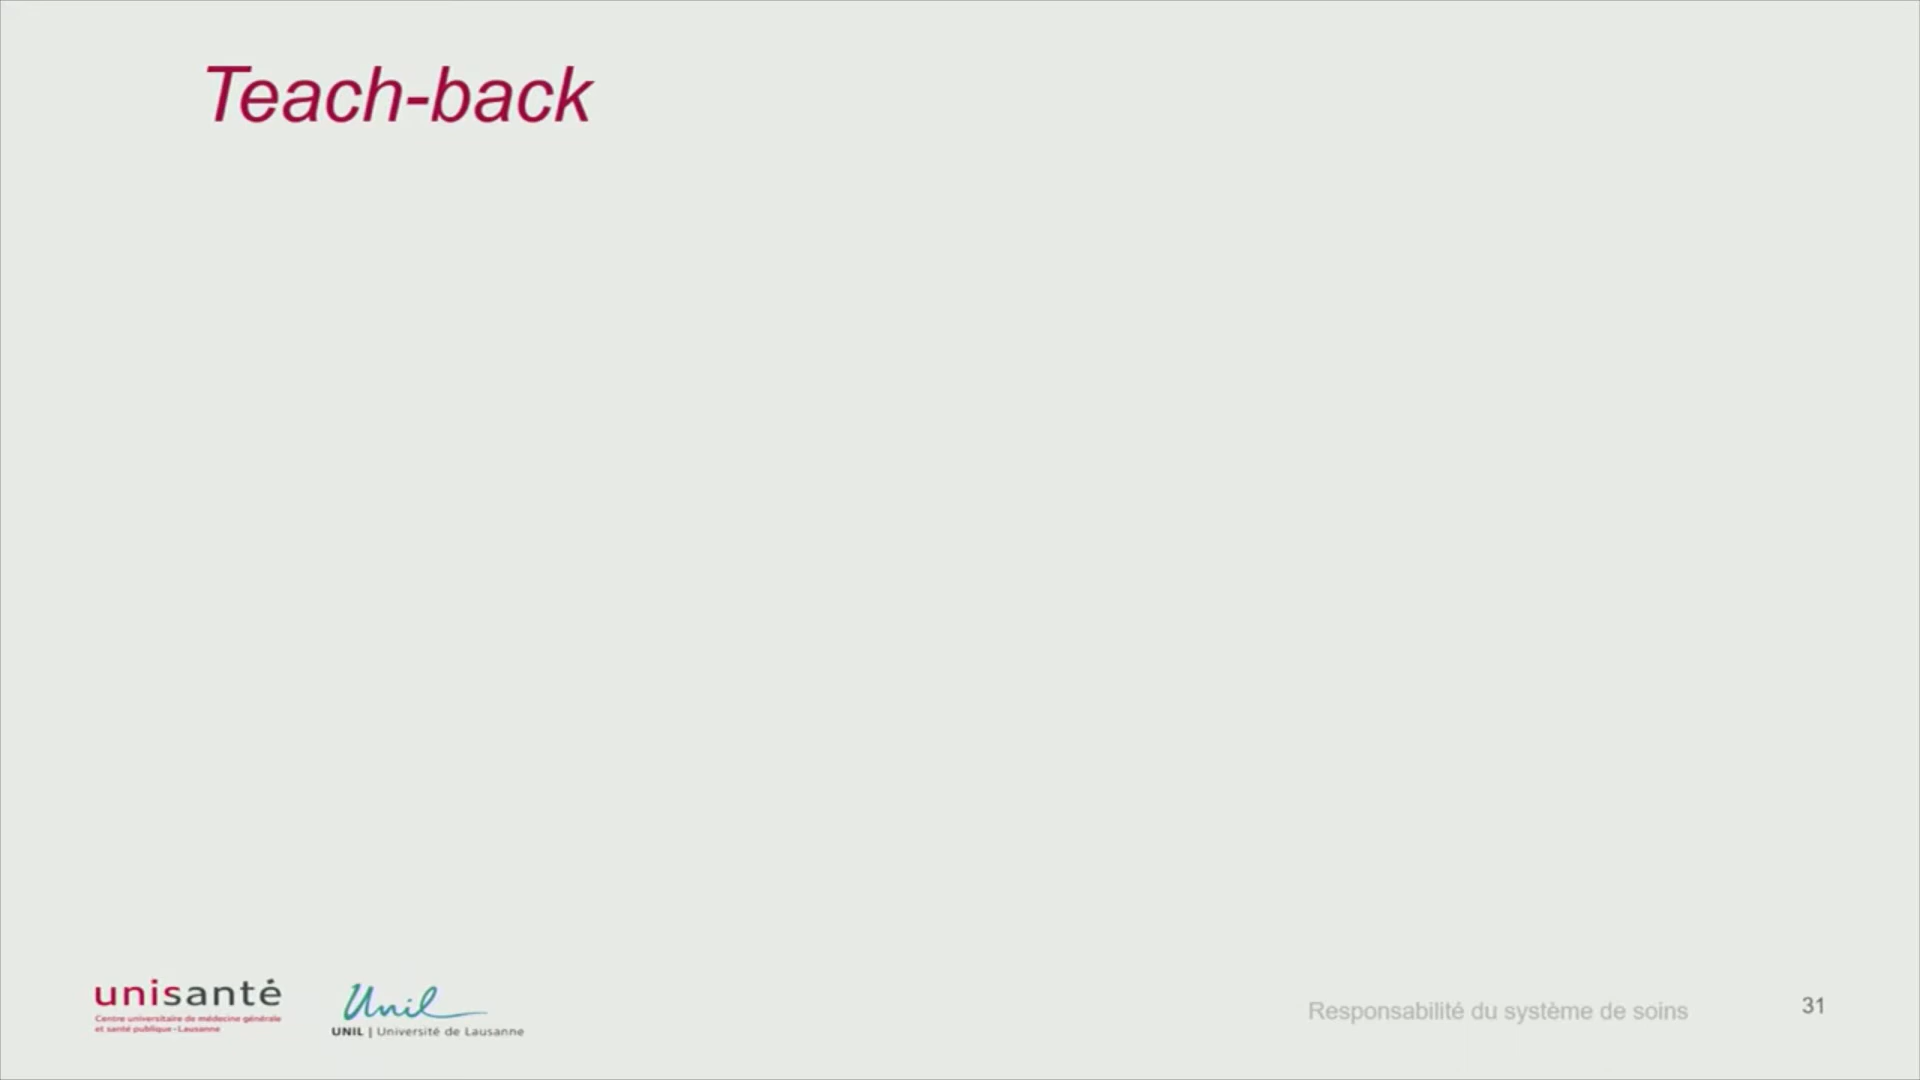 Teach-back
unisanté
Centre universitaire de médecine générale
et santé publique–Lausanne
Unil
UNIL | Université de Lausanne
Responsabilité du système de soins
31